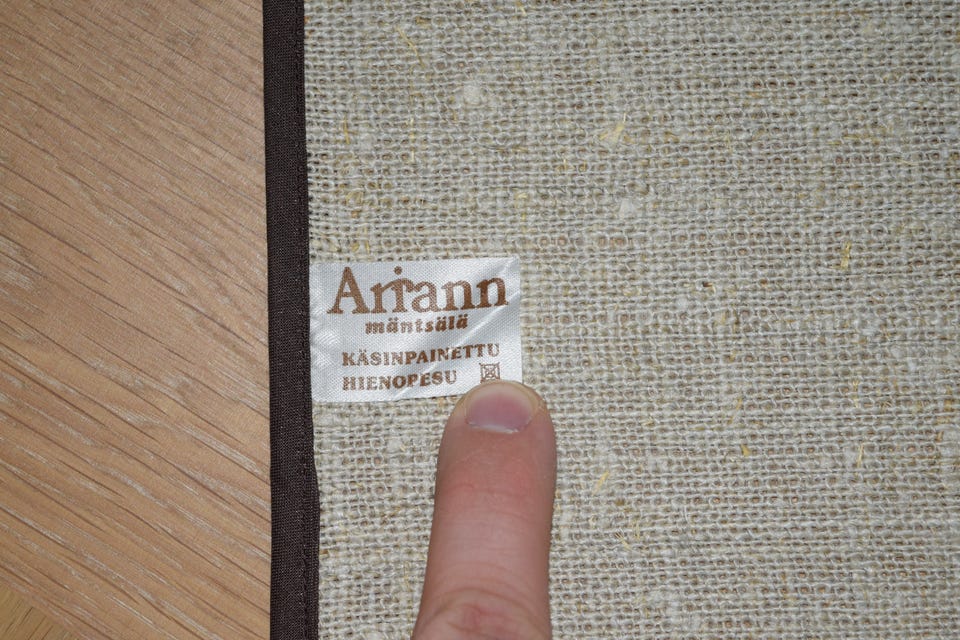 Ariann
mäntsälä
KÄSINPAINETTU
HIENOPESU